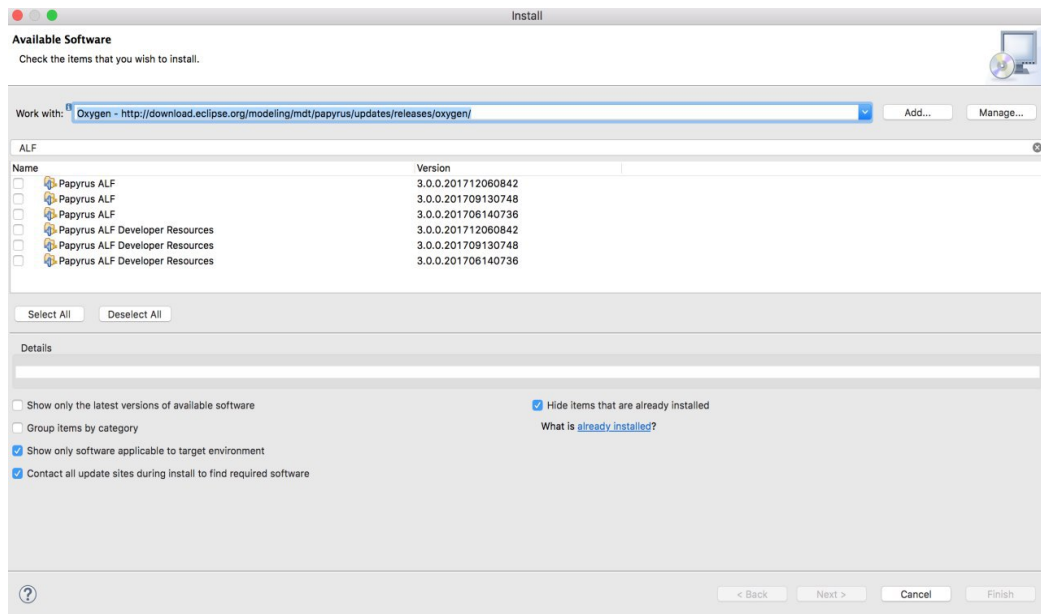 Install
Available Software
Check the items that you wish to install.
Work with: Oxygen - http://download.eclipse.org/modeling/mdt/papyrus/updates/releases/oxygen/ Add... Manage...
ALF
Name Version
Papyrus ALF 3.0.0.201712060842
Papyrus ALF 3.0.0.201709130748
Papyrus ALF 3.0.0.201706140736
Papyrus ALF Developer Resources 3.0.0.201712060842
Papyrus ALF Developer Resources 3.0.0.201709130748
Papyrus ALF Developer Resources 3.0.0.201706140736
Select All Deselect All
Details
Show only the latest versions of available software Hide items that are already installed
Group items by category What is already installed?
Show only software applicable to target environment
Contact all update sites during install to find required software
? < Back Next > Cancel Finish